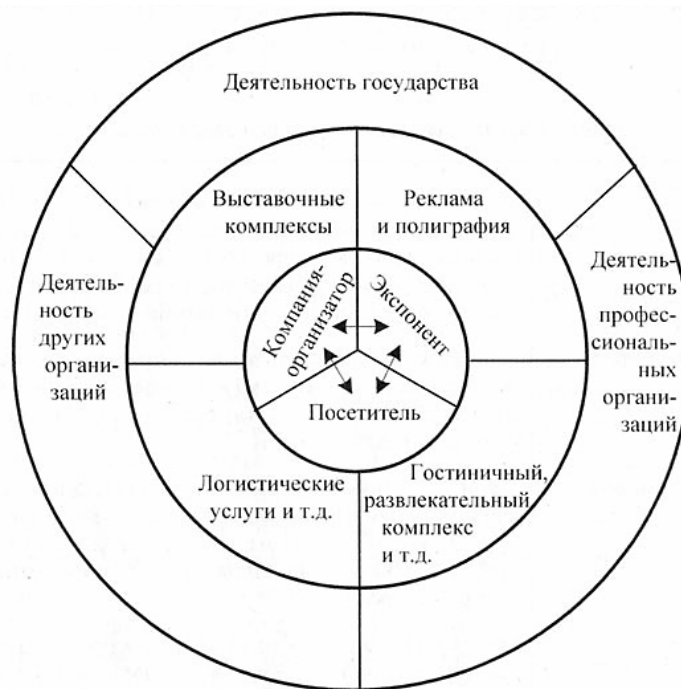 Деятельность государства
Выставочные
комплексы
Реклама
и полиграфия
Деятель-
ность
других
органи-
заций
Компания-
организатор
Экспонент
Деятель-
ность
профес-
сиональ-
ных
органи-
заций
Посетитель
Логистические
услуги и т.д.
Гостиничный,
развлекательный
комплекс
и т.д.